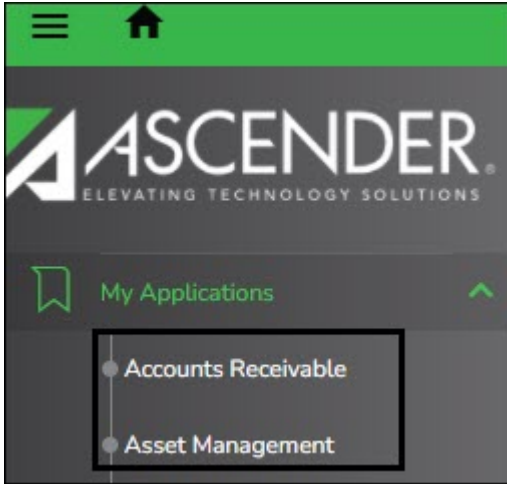 ASCENDER®
ELEVATING TECHNOLOGY SOLUTIONS
My Applications
Accounts Receivable
Asset Management